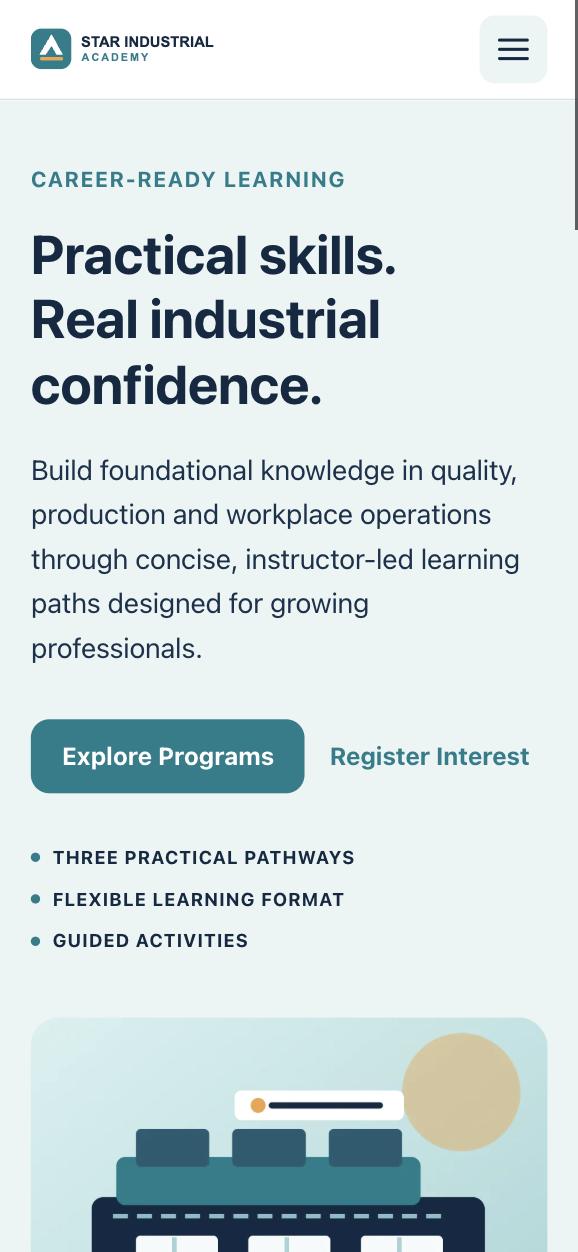 STAR INDUSTRIAL
ACADEMY
CAREER-READY LEARNING
Practical skills.
Real industrial
confidence.
Build foundational knowledge in quality,
production and workplace operations
through concise, instructor-led learning
paths designed for growing
professionals.
Explore Programs
Register Interest
THREE PRACTICAL PATHWAYS
FLEXIBLE LEARNING FORMAT
GUIDED ACTIVITIES